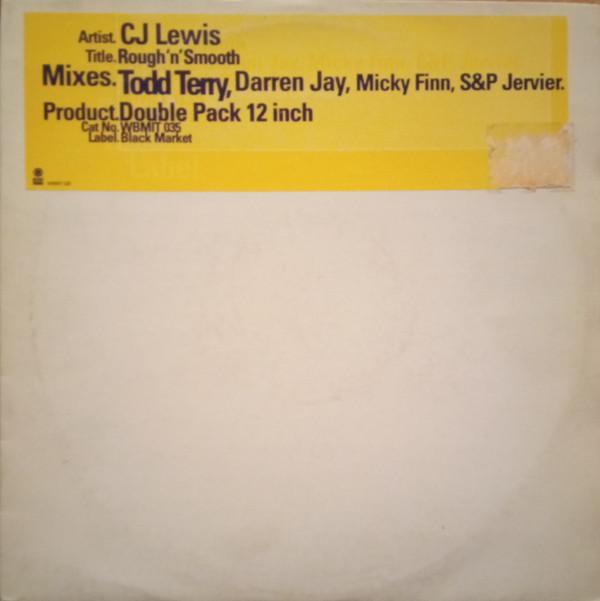 Artist. CJ Lewis
Title. Rough 'n' Smooth
Mixes. Todd Terry, Darren Jay, Micky Finn, S&P Jervier.
Product. Double Pack 12 inch
Cat No. WBMIT 035
Label. Black Market